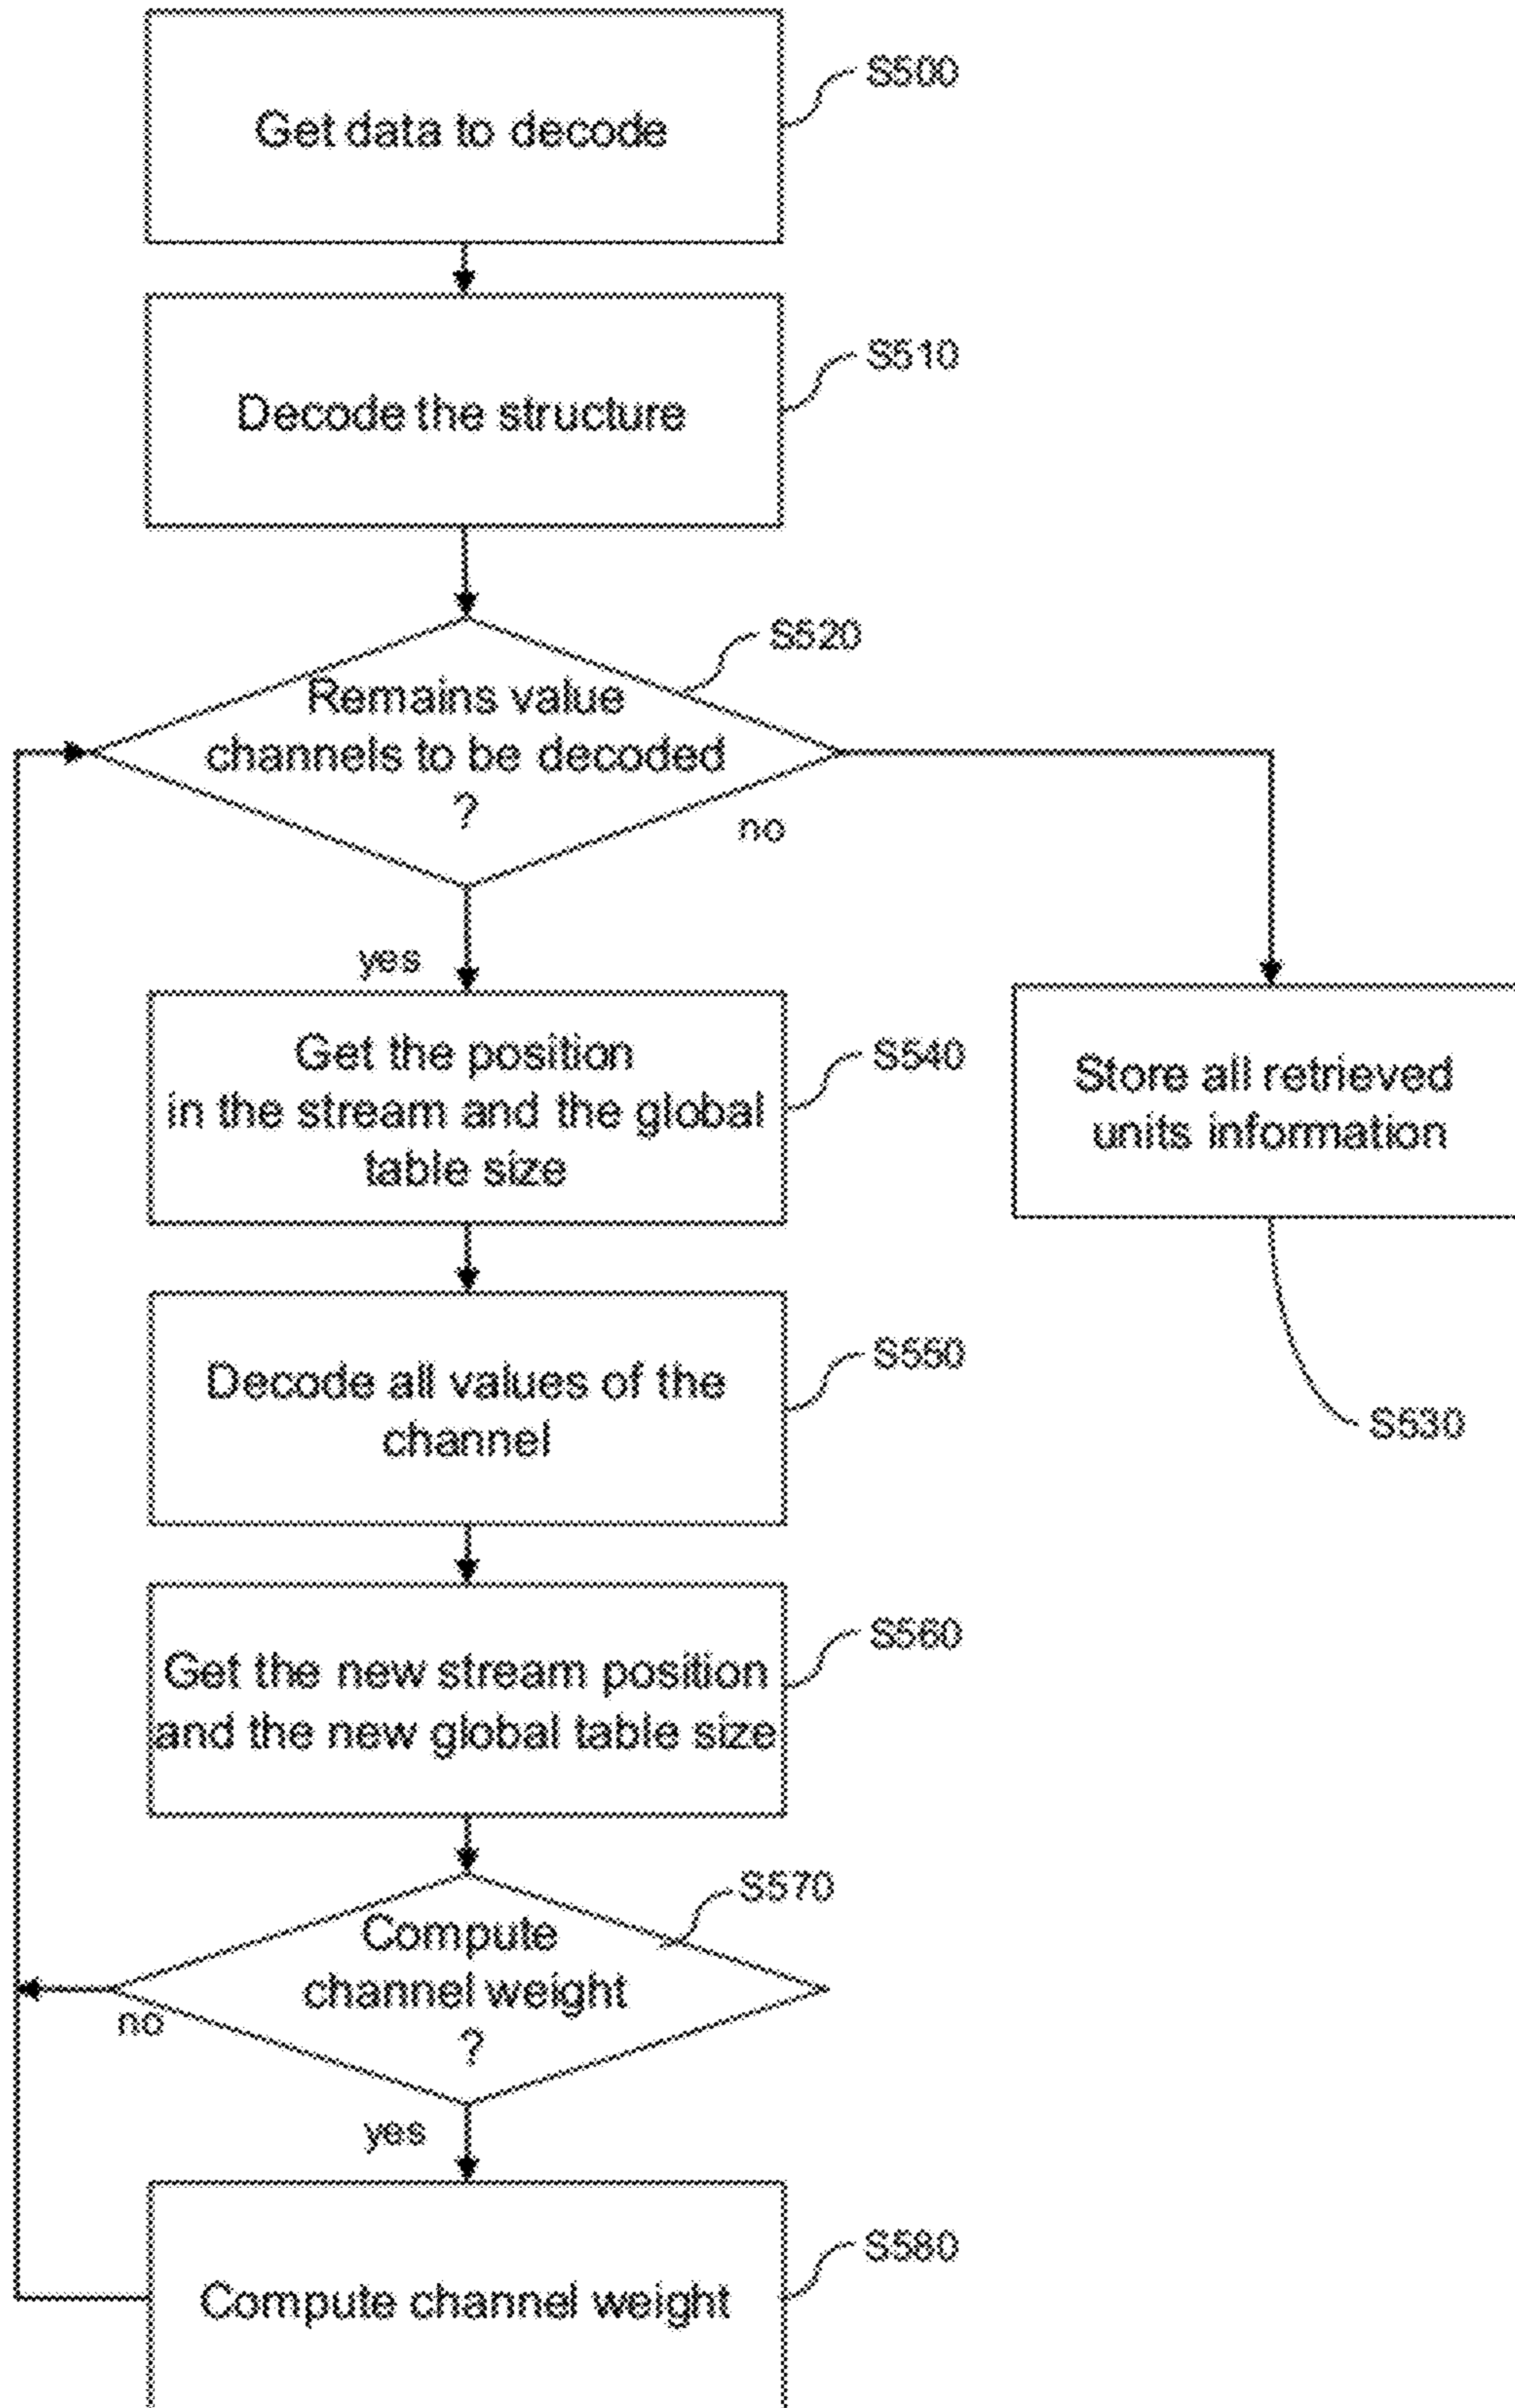 Get data to decode
S500
Decode the structure
S510
S520
Remains value
channels to be decoded
?
no
yes
Get the position
in the stream and the global
table size
S540
Store all retrieved
units information
S530
Decode all values of the
channel
S550
Get the new stream position
and the new global table size
S560
S570
Compute
channel weight
?
no
yes
Compute channel weight
S580